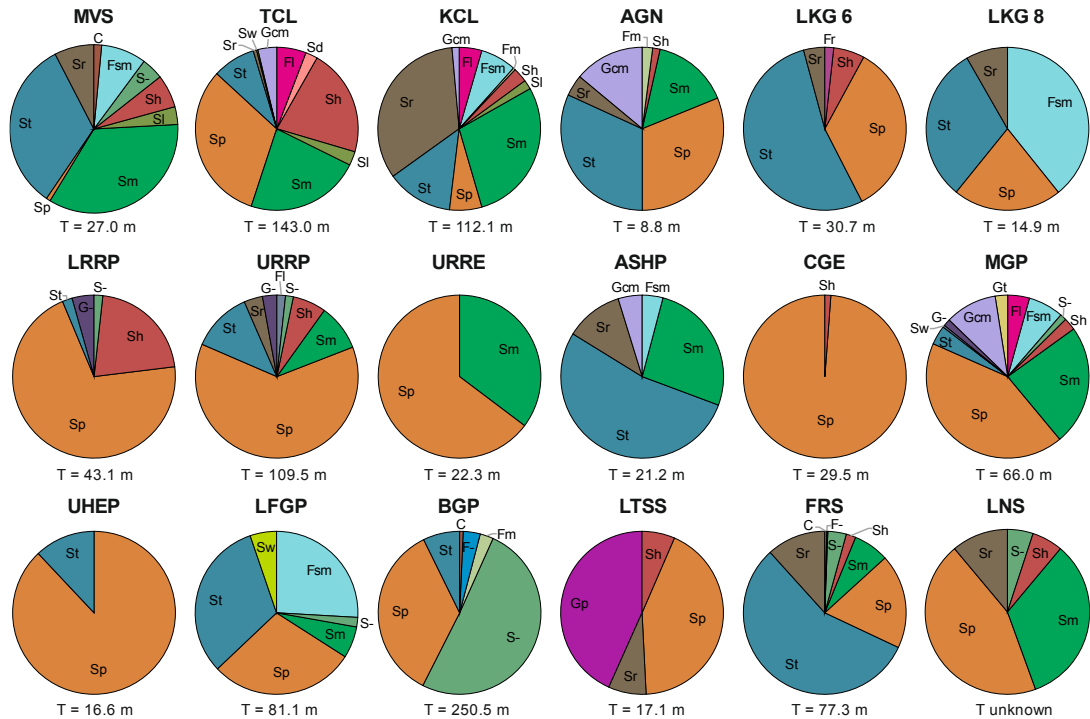 MVS TCL KCL AGN LKG 6 LKG 8
C Fsm S- Sh Sl Sm Sp St Sr
Fl Sd Sh Sl Sm Sp St Sr Sw Gcm
Fl Fsm Fm Sh Sl Sm Sp St Sr Gcm
Fm Sh Sm Sp St Sr Gcm
Fr Sh Sp St Sr
Fsm Sp St Sr
T = 27.0 m T = 143.0 m T = 112.1 m T = 8.8 m T = 30.7 m T = 14.9 m
LRRP URRP URRE ASHP CGE MGP
S- Sh Sp St G-
Fl S- Sh Sm Sp St Sr G-
Sm Sp
Fsm Sm St Sr Gcm
Sh Sp
Fl Fsm S- Sh Sm Sp St Sw G- Gcm Gt
T = 43.1 m T = 109.5 m T = 22.3 m T = 21.2 m T = 29.5 m T = 66.0 m
UHEP LFGP BGP LTSS FRS LNS
Sp St
Fsm S- Sm Sp St Sw
C F- Fm S- Sp St
Sh Sp Sr Gp
C F- S- Sh Sm Sp St Sr
S- Sh Sm Sp Sr
T = 16.6 m T = 81.1 m T = 250.5 m T = 17.1 m T = 77.3 m T unknown